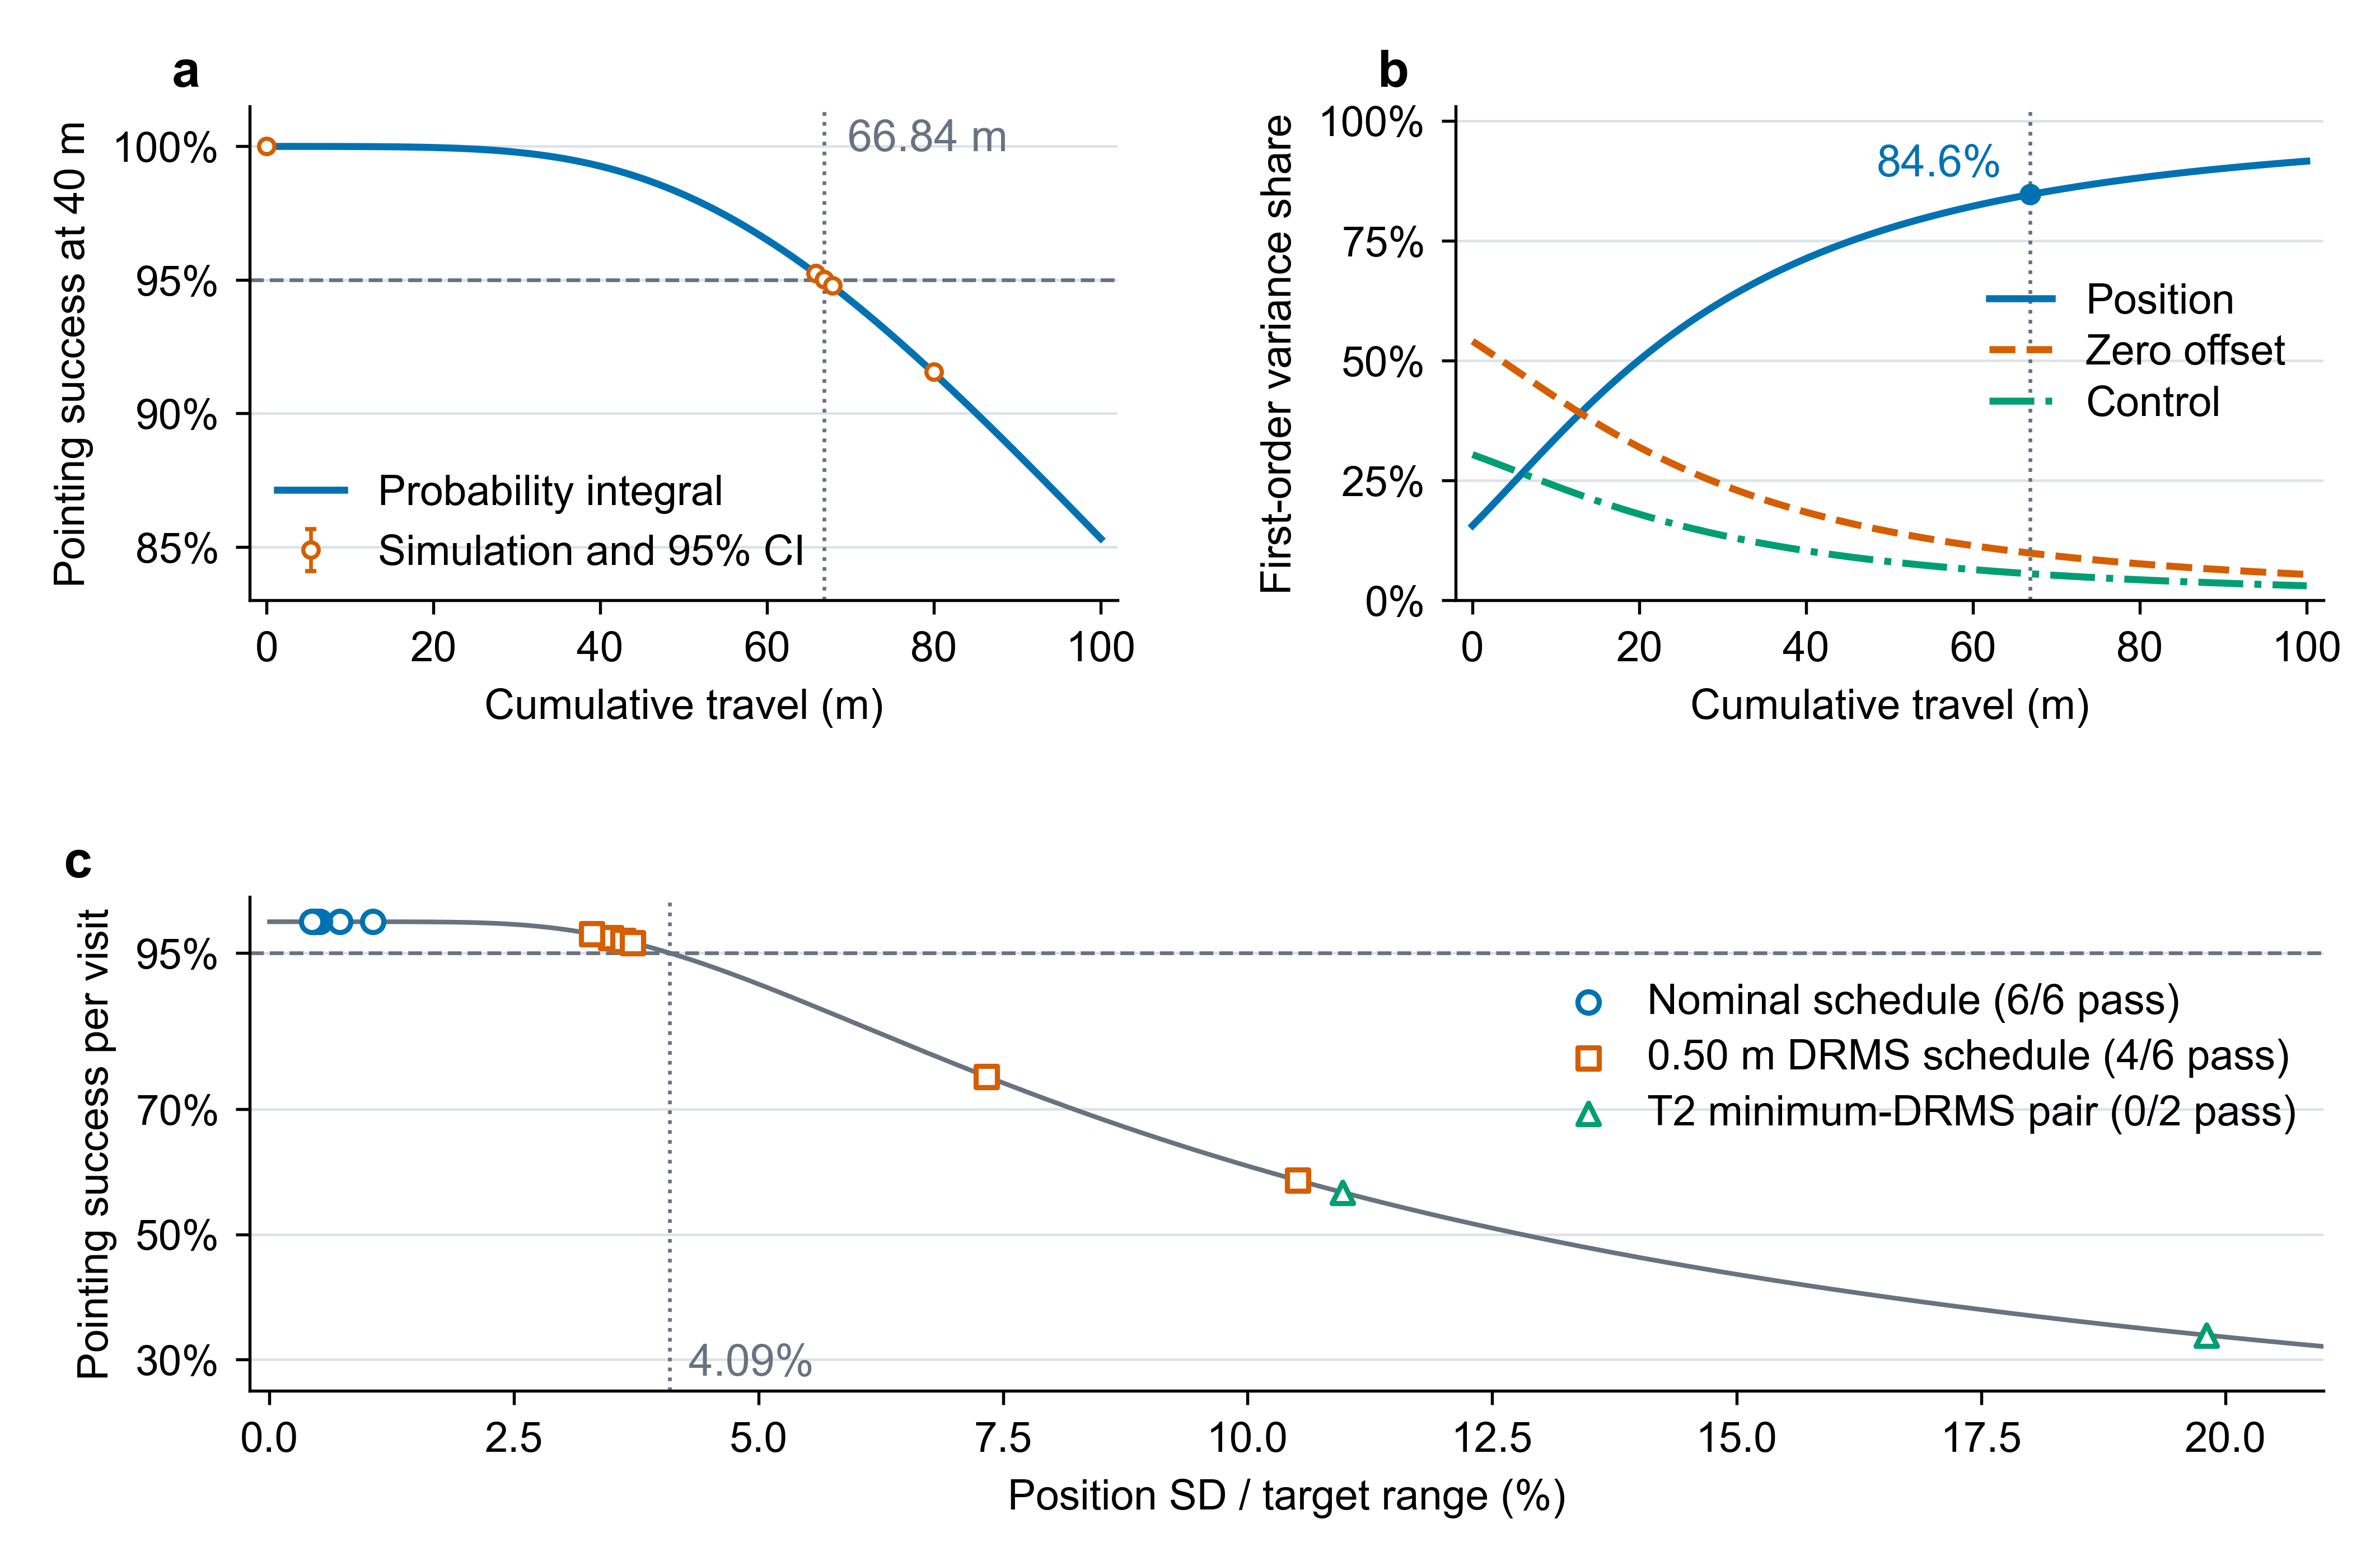 a
Pointing success at 40 m
100%
95%
90%
85%
66.84 m
Probability integral
Simulation and 95% CI
0 20 40 60 80 100
Cumulative travel (m)
b
First-order variance share
100%
75%
50%
25%
0%
84.6%
Position
Zero offset
Control
0 20 40 60 80 100
Cumulative travel (m)
c
Pointing success per visit
95%
70%
50%
30%
Nominal schedule (6/6 pass)
0.50 m DRMS schedule (4/6 pass)
T2 minimum-DRMS pair (0/2 pass)
4.09%
0.0 2.5 5.0 7.5 10.0 12.5 15.0 17.5 20.0
Position SD / target range (%)